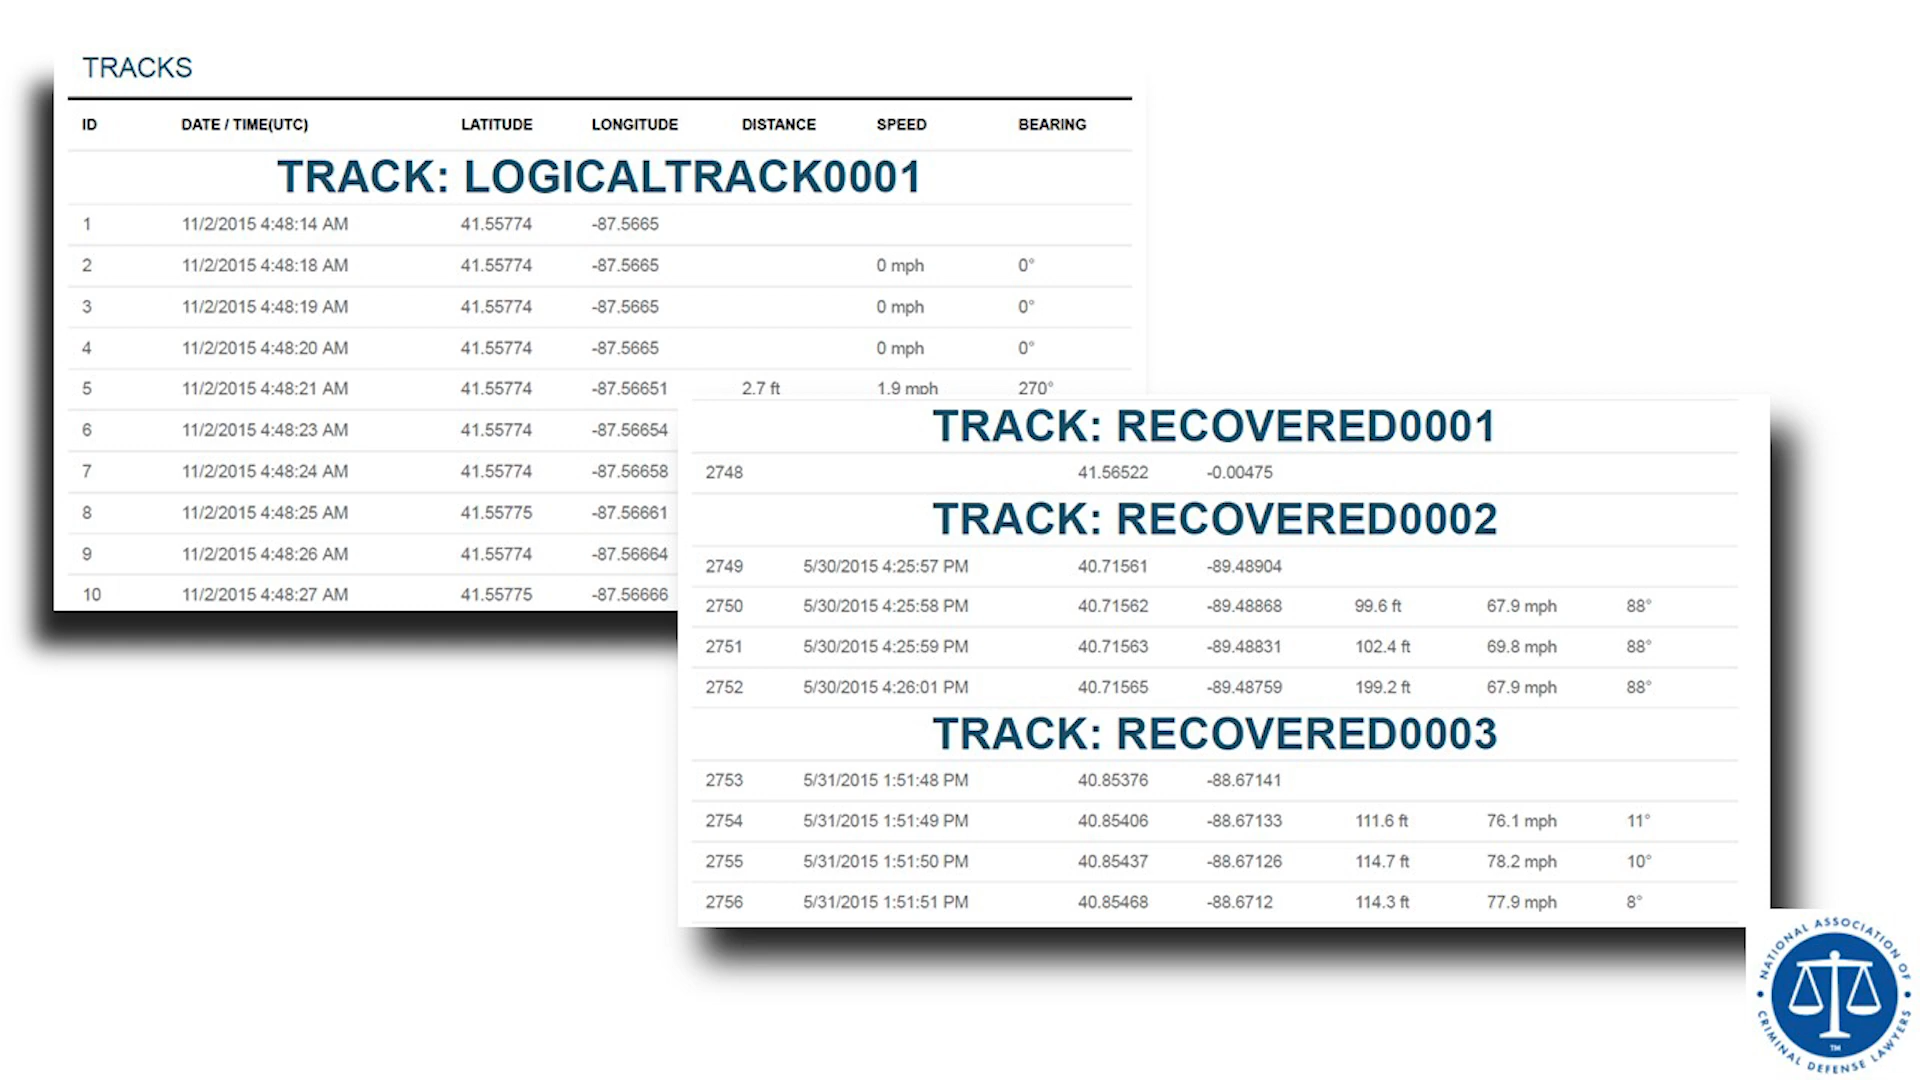 TRACKS
ID DATE / TIME(UTC) LATITUDE LONGITUDE DISTANCE SPEED BEARING
TRACK: LOGICALTRACK0001
1 11/2/2015 4:48:14 AM 41.55774 -87.5665
2 11/2/2015 4:48:18 AM 41.55774 -87.5665 0 mph 0°
3 11/2/2015 4:48:19 AM 41.55774 -87.5665 0 mph 0°
4 11/2/2015 4:48:20 AM 41.55774 -87.5665 0 mph 0°
5 11/2/2015 4:48:21 AM 41.55774 -87.56651 2.7 ft 1.9 mph 270°
6 11/2/2015 4:48:23 AM 41.55774 -87.56654
7 11/2/2015 4:48:24 AM 41.55774 -87.56658
8 11/2/2015 4:48:25 AM 41.55775 -87.56661
9 11/2/2015 4:48:26 AM 41.55774 -87.56664
10 11/2/2015 4:48:27 AM 41.55775 -87.56666
TRACK: RECOVERED0001
2748 41.56522 -0.00475
TRACK: RECOVERED0002
2749 5/30/2015 4:25:57 PM 40.71561 -89.48904
2750 5/30/2015 4:25:58 PM 40.71562 -89.48868 99.6 ft 67.9 mph 88°
2751 5/30/2015 4:25:59 PM 40.71563 -89.48831 102.4 ft 69.8 mph 88°
2752 5/30/2015 4:26:01 PM 40.71565 -89.48759 199.2 ft 67.9 mph 88°
TRACK: RECOVERED0003
2753 5/31/2015 1:51:48 PM 40.85376 -88.67141
2754 5/31/2015 1:51:49 PM 40.85406 -88.67133 111.6 ft 76.1 mph 11°
2755 5/31/2015 1:51:50 PM 40.85437 -88.67126 114.7 ft 78.2 mph 10°
2756 5/31/2015 1:51:51 PM 40.85468 -88.6712 114.3 ft 77.9 mph 8°
NATIONAL ASSOCIATION OF
CRIMINAL DEFENSE LAWYERS
TM